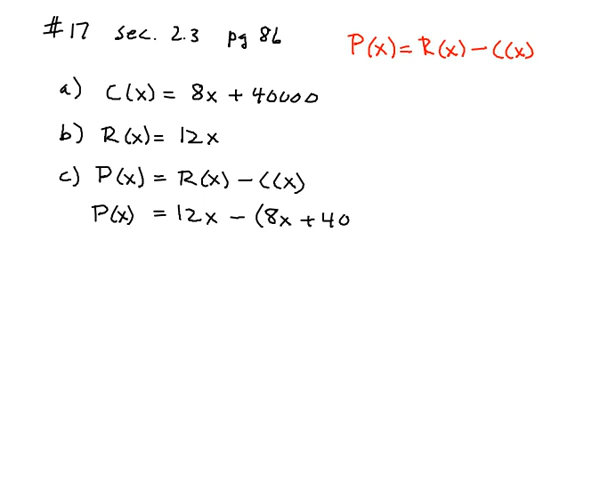 #17 sec. 2.3 pg 86
P(x) = R(x) - C(x)
a) C(x) = 8x + 40000
b) R(x) = 12x
c) P(x) = R(x) - C(x)
P(x) = 12x - (8x + 40